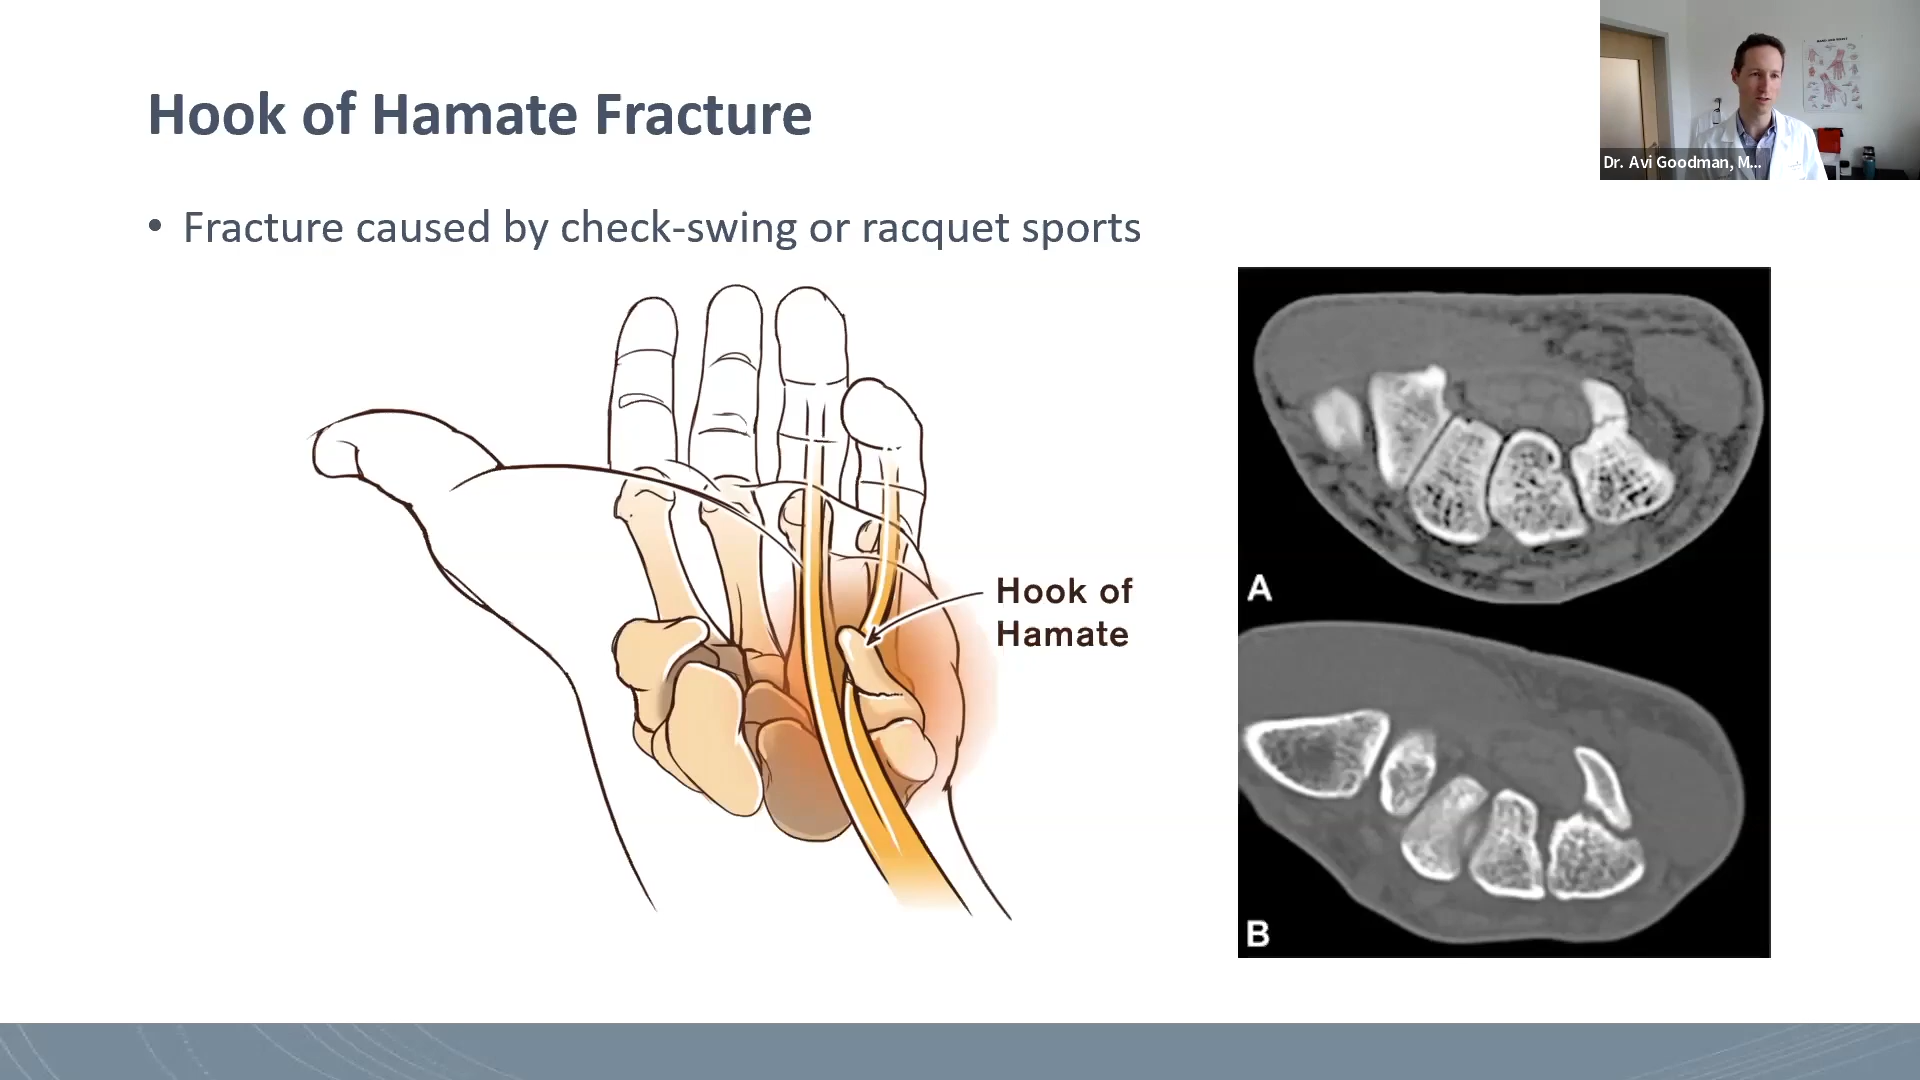 Hook of Hamate Fracture
Dr. Avi Goodman, M...
• Fracture caused by check-swing or racquet sports
Hook of
Hamate
A
B